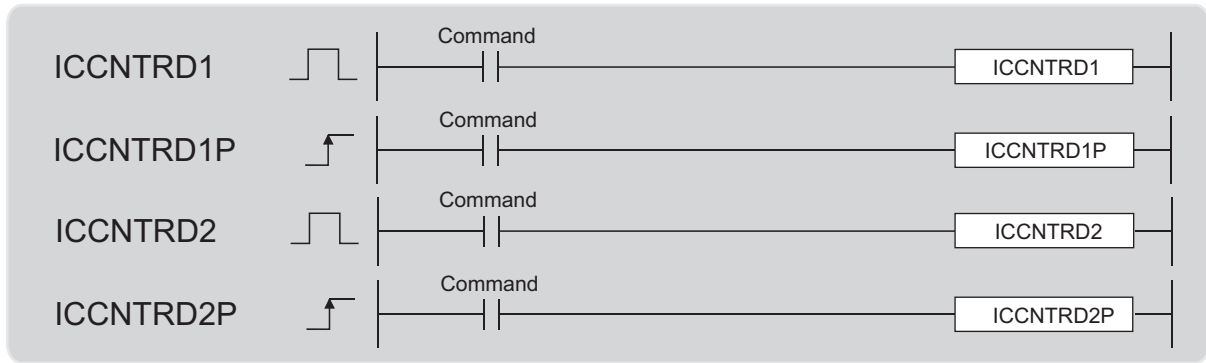 Command
ICCNTRD1 ICCNTRD1
Command
ICCNTRD1P ICCNTRD1P
Command
ICCNTRD2 ICCNTRD2
Command
ICCNTRD2P ICCNTRD2P